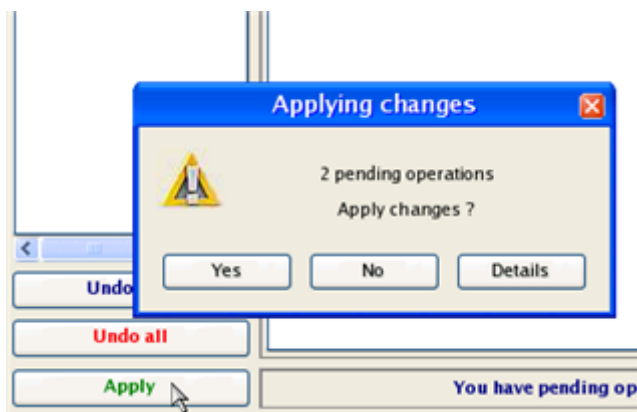 Applying changes
2 pending operations
Apply changes ?
Yes No Details
Undo
Undo all
Apply
You have pending op